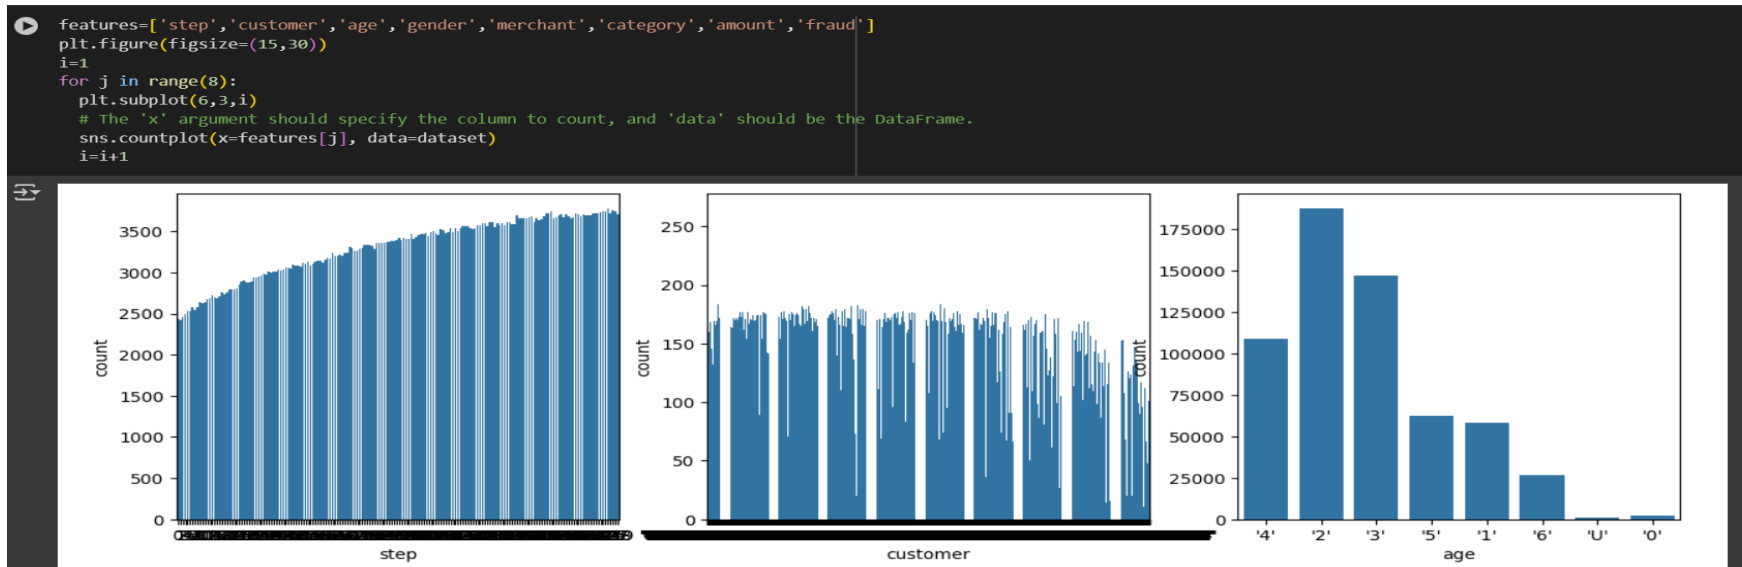 features=['step','customer','age','gender','merchant','category','amount','fraud']
plt.figure(figsize=(15,30))
i=1
for j in range(8):
  plt.subplot(6,3,i)
  # The 'x' argument should specify the column to count, and 'data' should be the DataFrame.
  sns.countplot(x=features[j], data=dataset)
  i=i+1
3500
3000
2500
2000
1500
1000
500
0
count
step
250
200
150
100
50
0
count
customer
175000
150000
125000
100000
75000
50000
25000
0
count
'4' '2' '3' '5' '1' '6' 'U' '0'
age